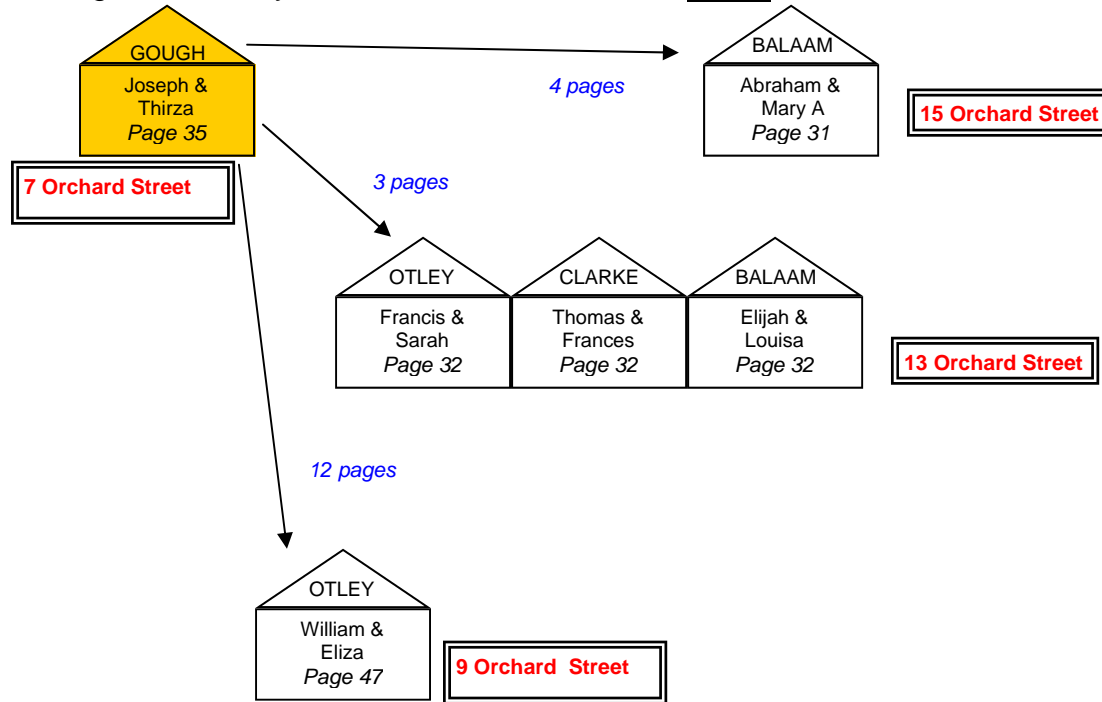 GOUGH
Joseph &
Thirza
Page 35
7 Orchard Street
4 pages
BALAAM
Abraham &
Mary A
Page 31
15 Orchard Street
3 pages
OTLEY
Francis &
Sarah
Page 32
CLARKE
Thomas &
Frances
Page 32
BALAAM
Elijah &
Louisa
Page 32
13 Orchard Street
12 pages
OTLEY
William &
Eliza
Page 47
9 Orchard Street